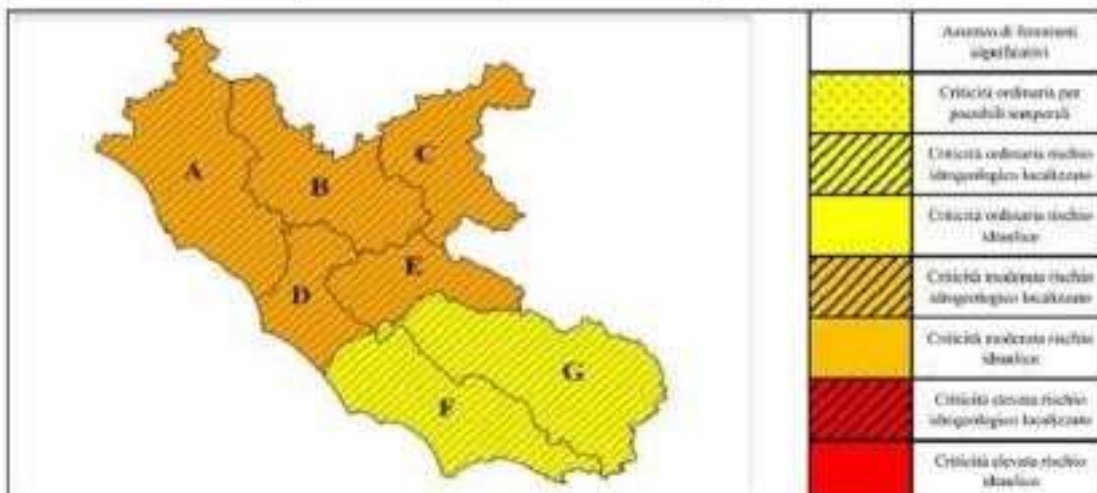 A
B
C
D
E
F
G
Assenza di fenomeni
significativi
Criticità ordinaria per
possibili temporali
Criticità ordinaria rischio
idrogeologico localizzato
Criticità ordinaria rischio
idraulico
Criticità moderata rischio
idrogeologico localizzato
Criticità moderata rischio
idraulico
Criticità elevata rischio
idrogeologico localizzato
Criticità elevata rischio
idraulico